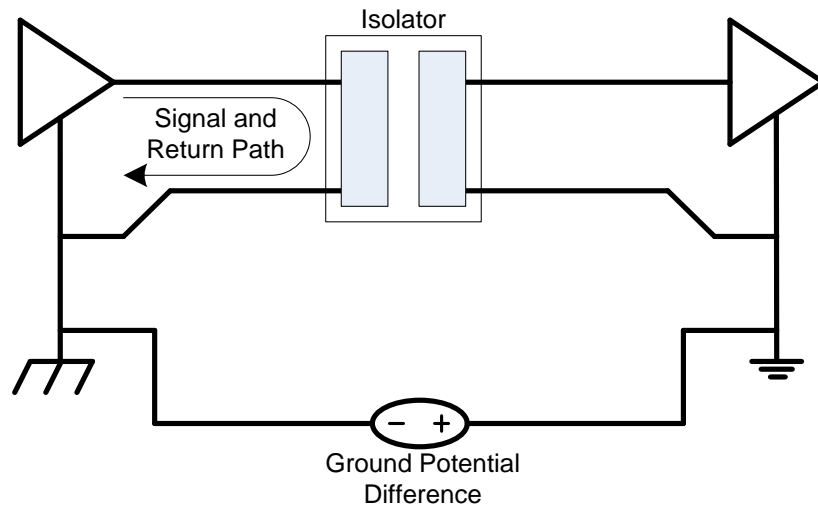 Isolator
Signal and
Return Path
− +
Ground Potential
Difference